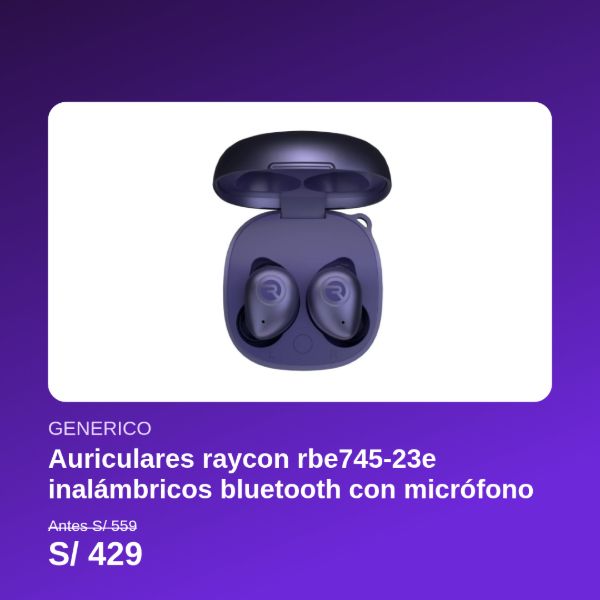 GENERICO
Auriculares raycon rbe745-23e
inalámbricos bluetooth con micrófono
Antes S/ 559
S/ 429